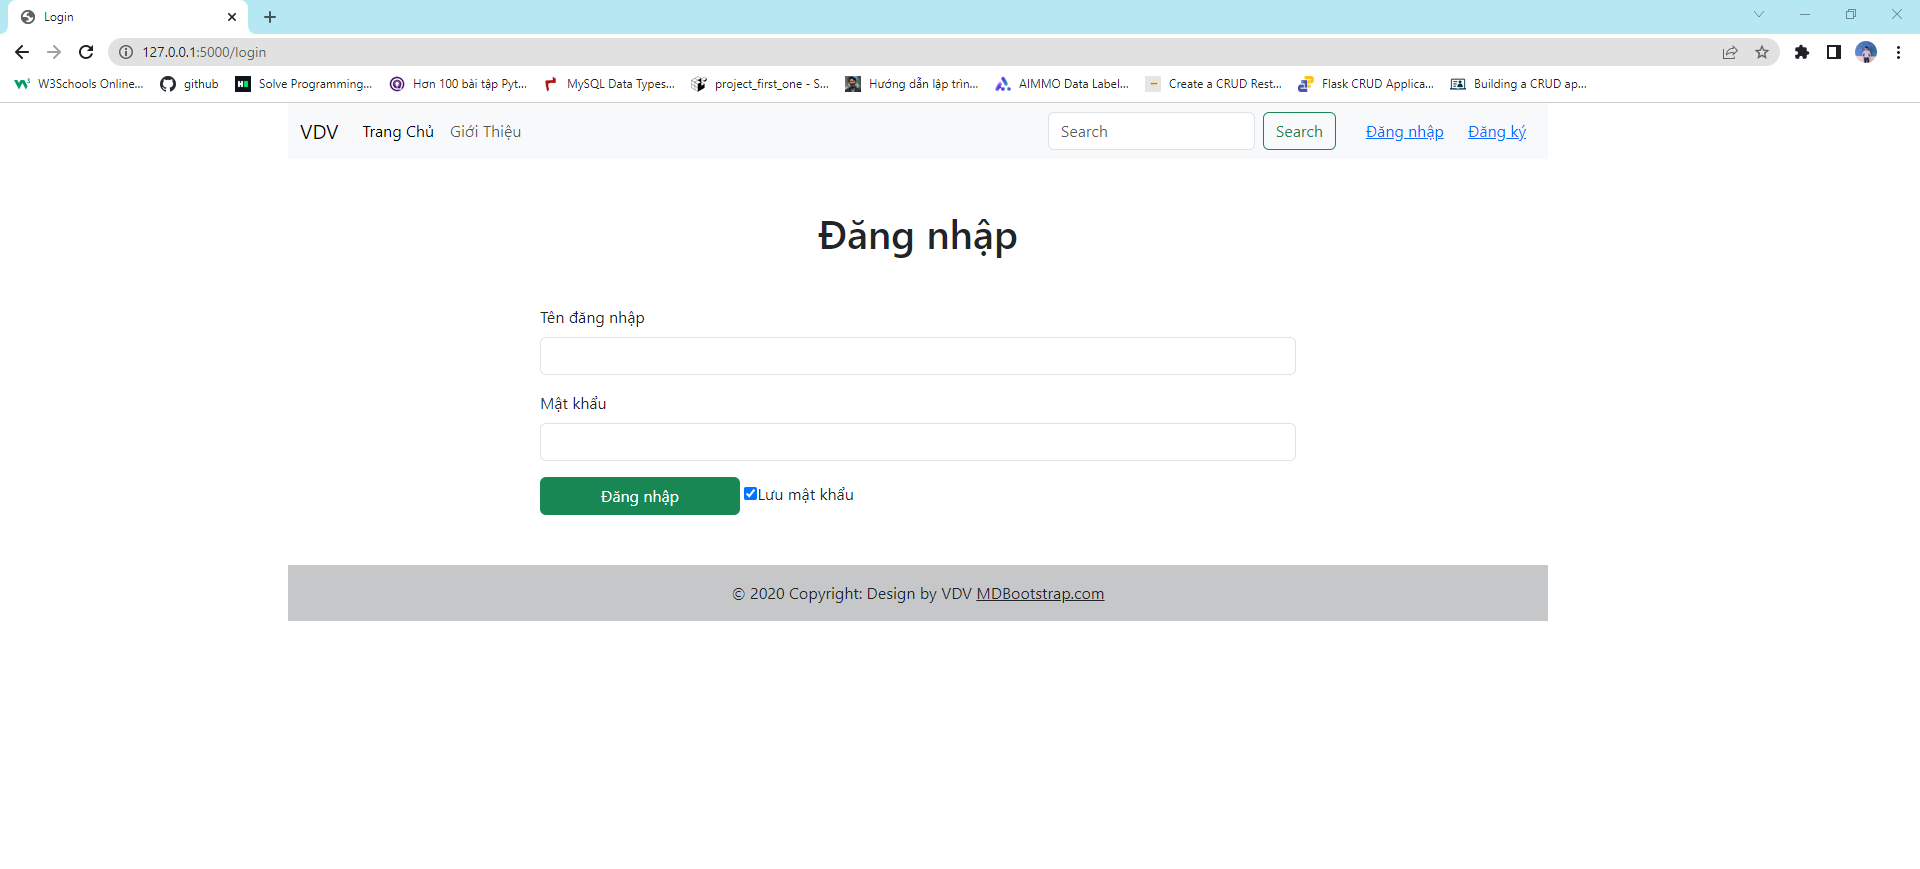 Login
127.0.0.1:5000/login
W3Schools Online... github Solve Programming... Hơn 100 bài tập Pyt... MySQL Data Types... project_first_one - S... Hướng dẫn lập trìn... AIMMO Data Label... Create a CRUD Rest... Flask CRUD Applica... Building a CRUD ap...
VDV Trang Chủ Giới Thiệu Search Search Đăng nhập Đăng ký
Đăng nhập
Tên đăng nhập
Mật khẩu
Đăng nhập Lưu mật khẩu
© 2020 Copyright: Design by VDV MDBootstrap.com